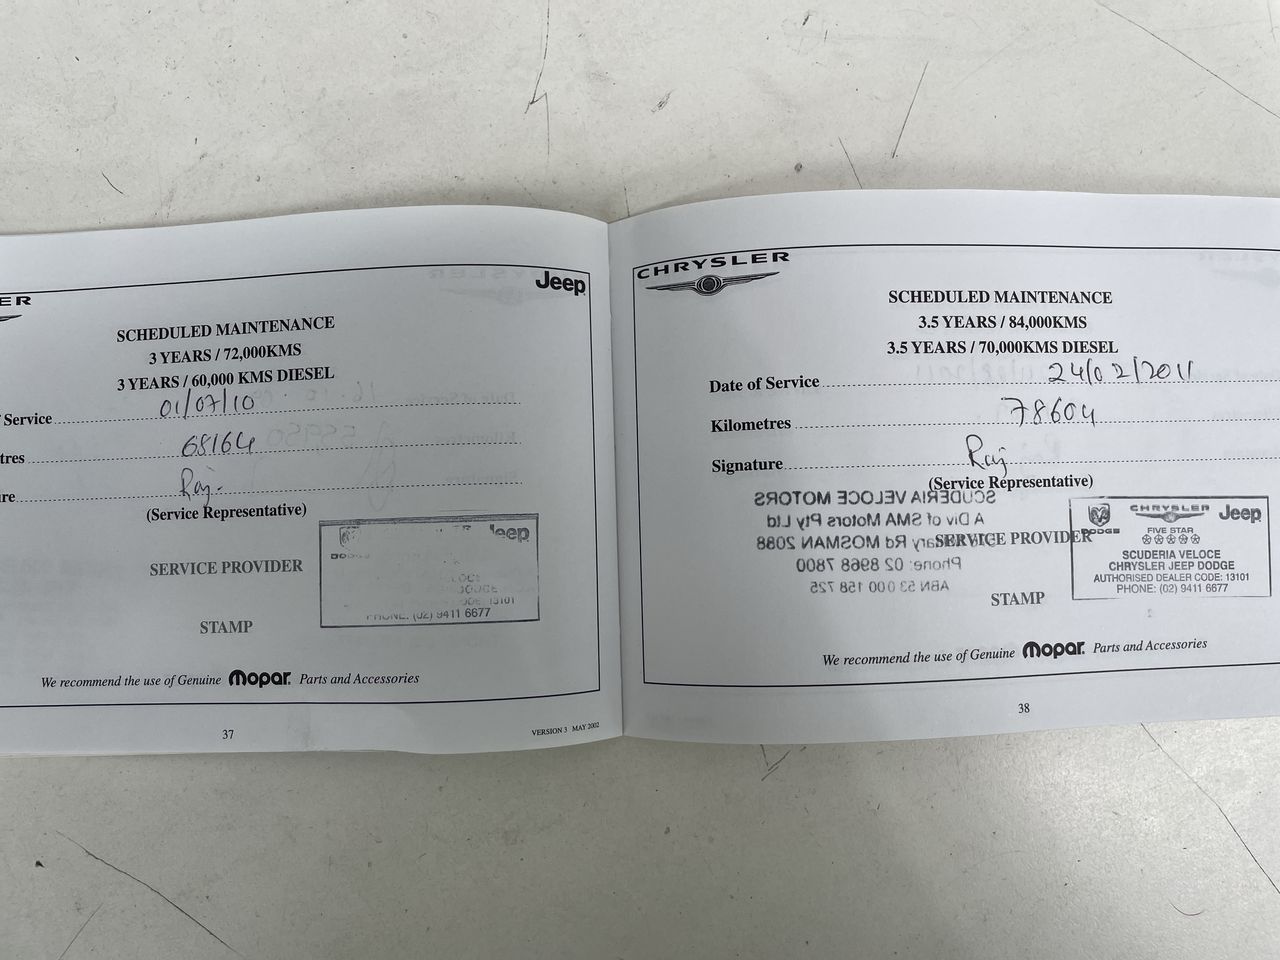 ER
Jeep
SCHEDULED MAINTENANCE
3 YEARS / 72,000KMS
3 YEARS / 60,000 KMS DIESEL
Service 01/07/10
tres 68164
re Raj.
(Service Representative)
SERVICE PROVIDER
STAMP
Jeep
DODGE
13101
PHONE: (02) 9411 6677
We recommend the use of Genuine Mopar. Parts and Accessories
37
VERSION 3 MAY 2002
CHRYSLER
SCHEDULED MAINTENANCE
3.5 YEARS / 84,000KMS
3.5 YEARS / 70,000KMS DIESEL
Date of Service 24/02/2011
Kilometres 78604
Signature Raj
(Service Representative)
SCUDERIA VELOCE MOTORS
A Div of SMA Motors Pty Ltd
Rd MOSMAN 2088
Phone: 02 8968 7800
ABN 53 000 158 725
SERVICE PROVIDER
STAMP
CHRYSLER Jeep
DODGE
FIVE STAR
SCUDERIA VELOCE
CHRYSLER JEEP DODGE
AUTHORISED DEALER CODE: 13101
PHONE: (02) 9411 6677
We recommend the use of Genuine Mopar. Parts and Accessories
38